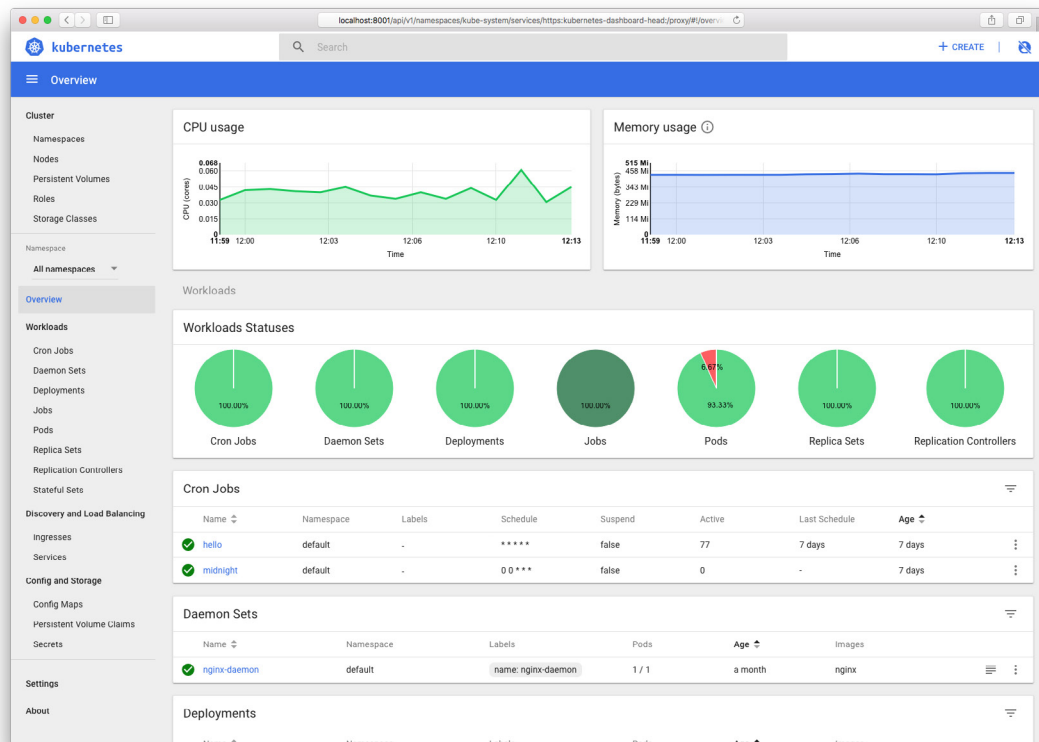 localhost:8001/api/v1/namespaces/kube-system/services/https:kubernetes-dashboard-head:/proxy/#!/overvi
kubernetes
Search
+ CREATE |
Overview
Cluster
Namespaces
Nodes
Persistent Volumes
Roles
Storage Classes
Namespace
All namespaces
Overview
Workloads
Cron Jobs
Daemon Sets
Deployments
Jobs
Pods
Replica Sets
Replication Controllers
Stateful Sets
Discovery and Load Balancing
Ingresses
Services
Config and Storage
Config Maps
Persistent Volume Claims
Secrets
Settings
About
CPU usage
CPU (cores)
0.068
0.060
0.045
0.030
0.015
0
11:59 12:00 12:03 12:06 12:10 12:13
Time
Memory usage
Memory (bytes)
515 Mi
458 Mi
343 Mi
229 Mi
114 Mi
0
11:59 12:00 12:03 12:06 12:10 12:13
Time
Workloads
Workloads Statuses
6.67%
100.00% 100.00% 100.00% 100.00% 93.33% 100.00% 100.00%
Cron Jobs Daemon Sets Deployments Jobs Pods Replica Sets Replication Controllers
Cron Jobs
Name Namespace Labels Schedule Suspend Active Last Schedule Age
hello default - * * * * * false 77 7 days 7 days
midnight default - 0 0 * * * false 0 - 7 days
Daemon Sets
Name Namespace Labels Pods Age Images
nginx-daemon default name: nginx-daemon 1 / 1 a month nginx
Deployments